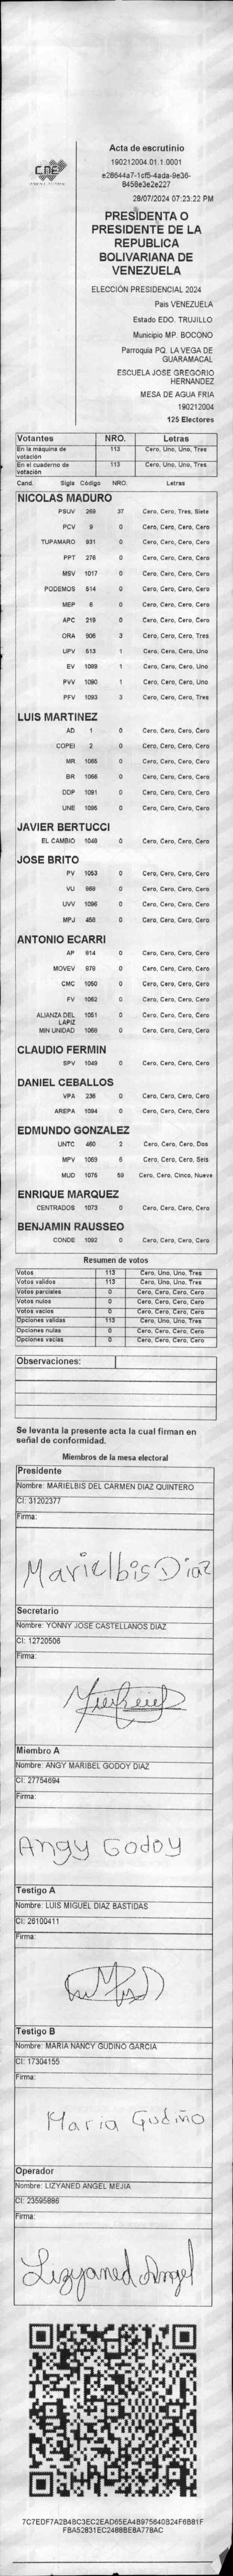 CNE
Acta de escrutinio
190212004.01.1.0001
e28644a7-1cf5-4ada-9e36-
8458e3e2e227
28/07/2024 07:23:22 PM
PRESIDENTA O
PRESIDENTE DE LA
REPUBLICA
BOLIVARIANA DE
VENEZUELA
ELECCIÓN PRESIDENCIAL 2024
Pais VENEZUELA
Estado EDO. TRUJILLO
Municipio MP. BOCONO
Parroquia PQ. LA VEGA DE
GUARAMACAL
ESCUELA JOSE GREGORIO
HERNANDEZ
MESA DE AGUA FRIA
190212004
125 Electores
Votantes NRO. Letras
En la máquina de votación 113 Cero, Uno, Uno, Tres
En el cuaderno de votación 113 Cero, Uno, Uno, Tres
Cand. Sigla Código NRO. Letras
NICOLAS MADURO
PSUV 269 37 Cero, Cero, Tres, Siete
PCV 9 0 Cero, Cero, Cero, Cero
TUPAMARO 931 0 Cero, Cero, Cero, Cero
PPT 276 0 Cero, Cero, Cero, Cero
MSV 1017 0 Cero, Cero, Cero, Cero
PODEMOS 514 0 Cero, Cero, Cero, Cero
MEP 6 0 Cero, Cero, Cero, Cero
APC 219 0 Cero, Cero, Cero, Cero
ORA 906 3 Cero, Cero, Cero, Tres
UPV 513 1 Cero, Cero, Cero, Uno
EV 1089 1 Cero, Cero, Cero, Uno
PVV 1090 1 Cero, Cero, Cero, Uno
PFV 1093 3 Cero, Cero, Cero, Tres
LUIS MARTINEZ
AD 1 0 Cero, Cero, Cero, Cero
COPEI 2 0 Cero, Cero, Cero, Cero
MR 1065 0 Cero, Cero, Cero, Cero
BR 1066 0 Cero, Cero, Cero, Cero
DDP 1091 0 Cero, Cero, Cero, Cero
UNE 1095 0 Cero, Cero, Cero, Cero
JAVIER BERTUCCI
EL CAMBIO 1048 0 Cero, Cero, Cero, Cero
JOSE BRITO
PV 1053 0 Cero, Cero, Cero, Cero
VU 968 0 Cero, Cero, Cero, Cero
UVV 1096 0 Cero, Cero, Cero, Cero
MPJ 458 0 Cero, Cero, Cero, Cero
ANTONIO ECARRI
AP 914 0 Cero, Cero, Cero, Cero
MOVEV 979 0 Cero, Cero, Cero, Cero
CMC 1050 0 Cero, Cero, Cero, Cero
FV 1052 0 Cero, Cero, Cero, Cero
ALIANZA DEL LAPIZ 1051 0 Cero, Cero, Cero, Cero
MIN UNIDAD 1068 0 Cero, Cero, Cero, Cero
CLAUDIO FERMIN
SPV 1049 0 Cero, Cero, Cero, Cero
DANIEL CEBALLOS
VPA 236 0 Cero, Cero, Cero, Cero
AREPA 1094 0 Cero, Cero, Cero, Cero
EDMUNDO GONZALEZ
UNTC 460 2 Cero, Cero, Cero, Dos
MPV 1069 6 Cero, Cero, Cero, Seis
MUD 1075 59 Cero, Cero, Cinco, Nueve
ENRIQUE MARQUEZ
CENTRADOS 1073 0 Cero, Cero, Cero, Cero
BENJAMIN RAUSSEO
CONDE 1092 0 Cero, Cero, Cero, Cero
Resumen de votos
Votos 113 Cero, Uno, Uno, Tres
Votos validos 113 Cero, Uno, Uno, Tres
Votos parciales 0 Cero, Cero, Cero, Cero
Votos nulos 0 Cero, Cero, Cero, Cero
Votos vacios 0 Cero, Cero, Cero, Cero
Opciones validas 113 Cero, Uno, Uno, Tres
Opciones nulas 0 Cero, Cero, Cero, Cero
Opciones vacias 0 Cero, Cero, Cero, Cero
Observaciones:
Se levanta la presente acta la cual firman en
señal de conformidad.
Miembros de la mesa electoral
Presidente
Nombre: MARIELBIS DEL CARMEN DIAZ QUINTERO
CI: 31202377
Firma:
Marielbis Diaz
Secretario
Nombre: YONNY JOSE CASTELLANOS DIAZ
CI: 12720506
Firma:
Miembro A
Nombre: ANGY MARIBEL GODOY DIAZ
CI: 27754694
Firma:
Angy Godoy
Testigo A
Nombre: LUIS MIGUEL DIAZ BASTIDAS
CI: 26100411
Firma:
Testigo B
Nombre: MARIA NANCY GUDIÑO GARCIA
CI: 17304155
Firma:
Maria Gudiño
Operador
Nombre: LIZYANED ANGEL MEJIA
CI: 23595886
Firma:
Lizyaned Angel
7C7EDF7A2B4BC3EC2EAD65EA4B975640B24F6B81F
FBA52831EC2488BE8A778AC